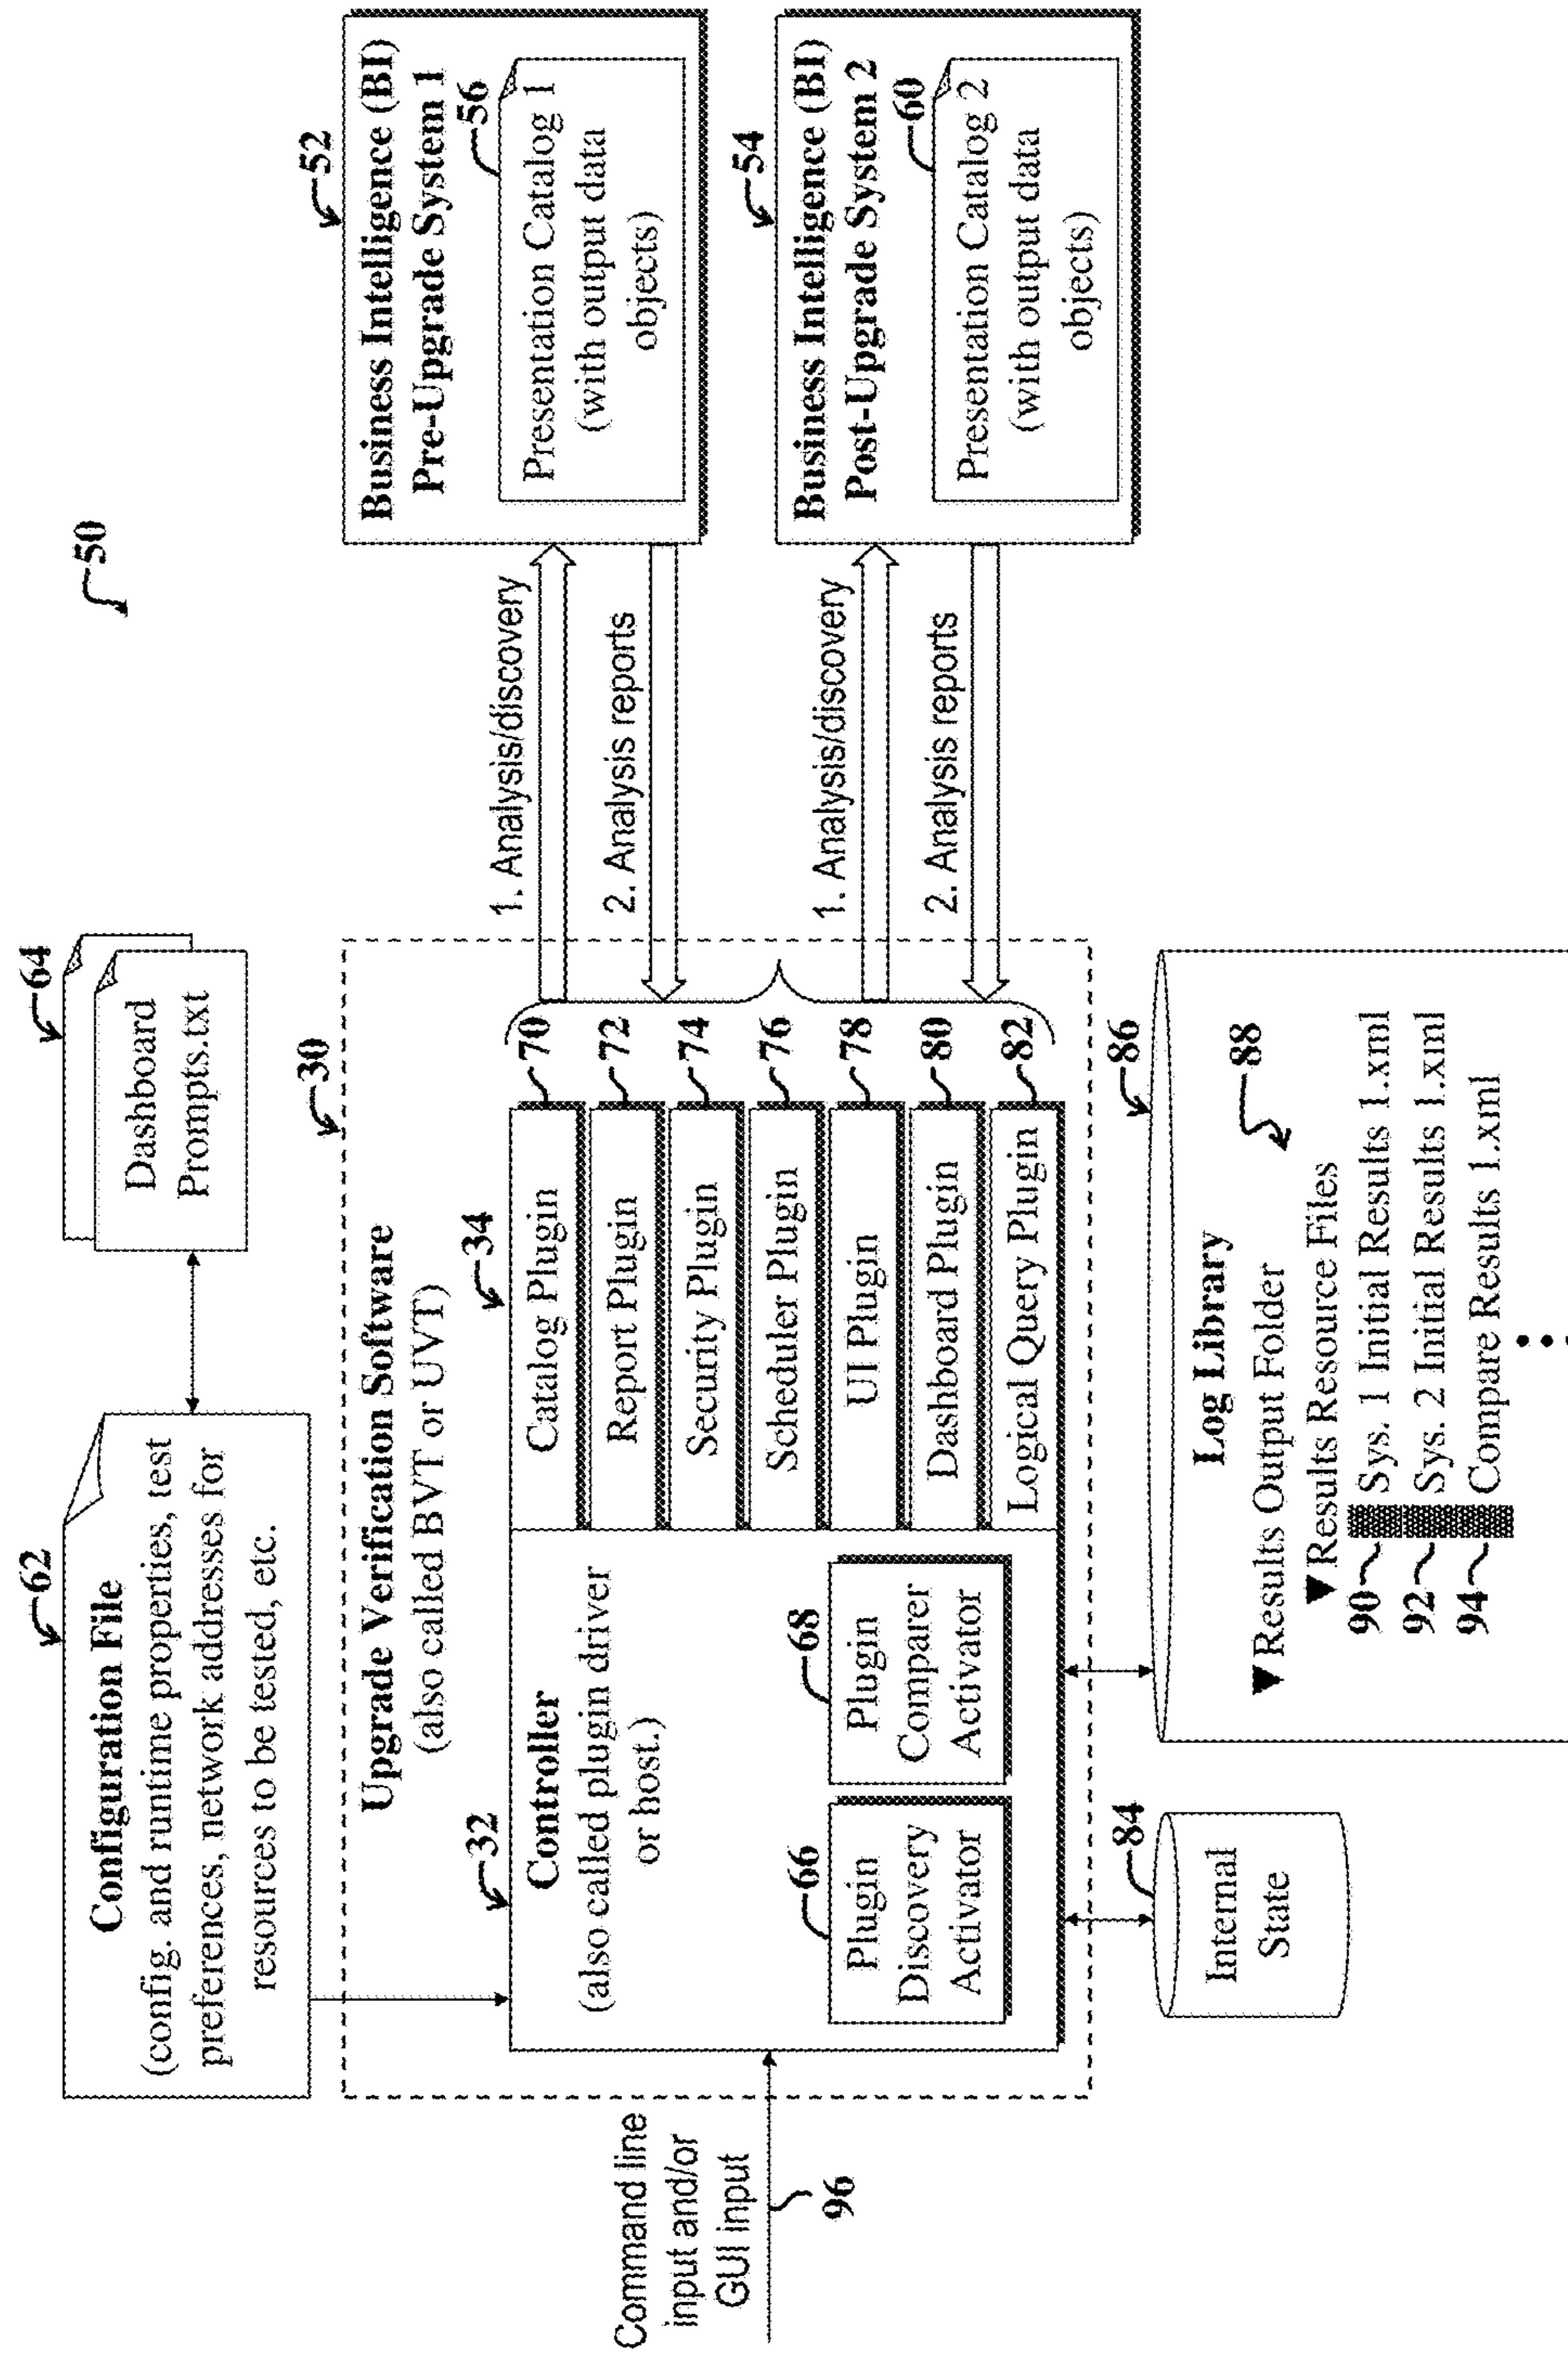 50
62
Configuration File
(config. and runtime properties, test
preferences, network addresses for
resources to be tested, etc.
64
Dashboard
Prompts.txt
30
Upgrade Verification Software
(also called BVT or UVT)
32
Controller
(also called plugin driver
or host.)
66
Plugin
Discovery
Activator
68
Plugin
Comparer
Activator
34
Catalog Plugin
70
Report Plugin
72
Security Plugin
74
Scheduler Plugin
76
UI Plugin
78
Dashboard Plugin
80
Logical Query Plugin
82
Command line
input and/or
GUI input
96
1. Analysis/discovery
2. Analysis reports
1. Analysis/discovery
2. Analysis reports
52
Business Intelligence (BI)
Pre-Upgrade System 1
56
Presentation Catalog 1
(with output data
objects)
54
Business Intelligence (BI)
Post-Upgrade System 2
60
Presentation Catalog 2
(with output data
objects)
84
Internal
State
86
Log Library
88
▼Results Output Folder
▼Results Resource Files
90
Sys. 1 Initial Results 1.xml
92
Sys. 2 Initial Results 1.xml
94
Compare Results 1.xml